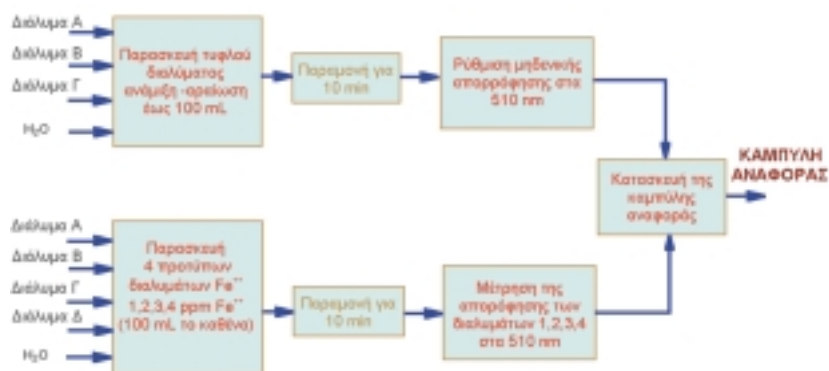 Διάλυμα Α
Διάλυμα Β
Διάλυμα Γ
H₂O
Παρασκευή τυφλού
διαλύματος
ανάμιξη -αραίωση
έως 100 mL
Παραμονή για
10 min
Ρύθμιση μηδενικής
απορρόφησης στα
510 nm
Κατασκευή της
καμπύλης
αναφοράς
ΚΑΜΠΥΛΗ
ΑΝΑΦΟΡΑΣ
Διάλυμα Α
Διάλυμα Β
Διάλυμα Γ
Διάλυμα Δ
H₂O
Παρασκευή
4 προτύπων
διαλυμάτων Fe⁺⁺
1,2,3,4 ppm Fe⁺⁺
(100 mL το καθένα)
Παραμονή για
10 min
Μέτρηση της
απορόφησης των
διαλυμάτων 1,2,3,4
στα 510 nm